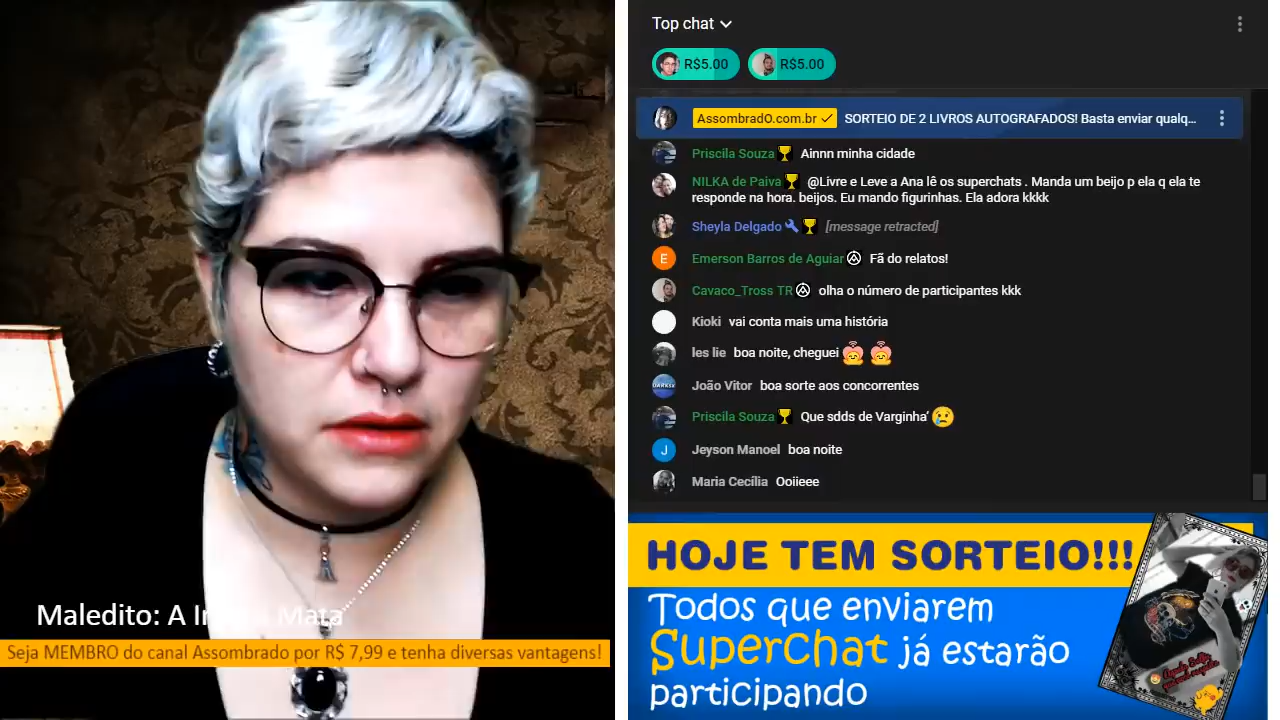 Maledito: A In Mata
Seja MEMBRO do canal Assombrado por R$ 7,99 e tenha diversas vantagens!
Top chat
R$5.00
R$5.00
AssombradO.com.br SORTEIO DE 2 LIVROS AUTOGRAFADOS! Basta enviar qualq...
Priscila Souza Ainnn minha cidade
NILKA de Paiva @Livre e Leve a Ana lê os superchats . Manda um beijo p ela q ela te
responde na hora. beijos. Eu mando figurinhas. Ela adora kkkk
Sheyla Delgado [message retracted]
E Emerson Barros de Aguiar Fã do relatos!
Cavaco_Tross TR olha o número de participantes kkk
Kioki vai conta mais uma história
les lie boa noite, cheguei
João Vitor boa sorte aos concorrentes
Priscila Souza Que sdds de Varginha'
J Jeyson Manoel boa noite
Maria Cecília Ooiieee
HOJE TEM SORTEIO!!!
Todos que enviarem
Superchat já estarão
participando